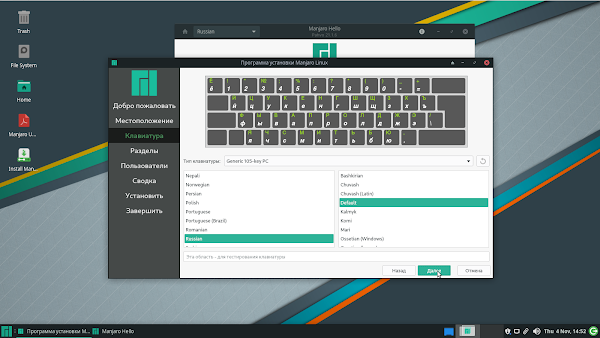 Trash
File System
Home
Manjaro U...
Install Man...
Russian
Manjaro Hello
Программа установки Manjaro Linux
Добро пожаловать
Местоположение
Клавиатура
Разделы
Пользователи
Сводка
Установить
Завершить
Й Ц У К Е Н Г Ш Щ З Х Ъ
Ф Ы В А П Р О Л Д Ж Э
Я Ч С М И Т Ь Б Ю
Тип клавиатуры: Generic 105-key PC
Nepali
Norwegian
Persian
Polish
Portuguese
Portuguese (Brazil)
Romanian
Russian
Bashkirian
Chuvash
Chuvash (Latin)
Default
Kalmyk
Komi
Mari
Ossetian (Windows)
Эта область - для тестирования клавиатуры
Назад Далее Отмена
Программа установки M... Manjaro Hello Thu 4 Nov, 14:52